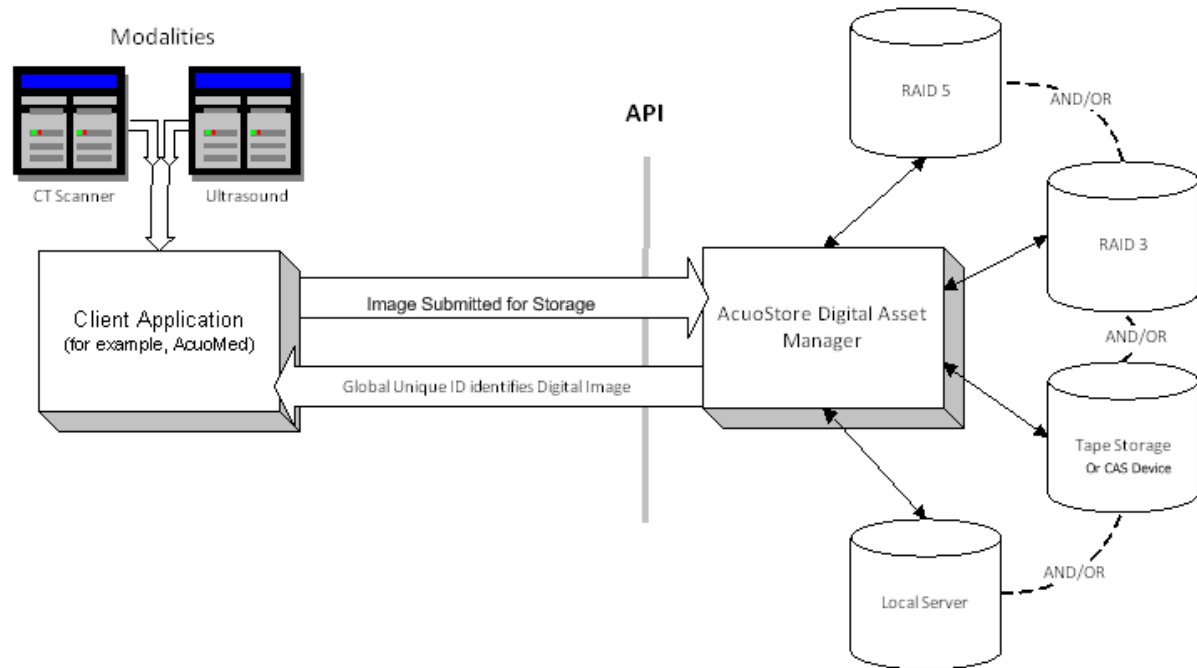 Modalities
CT Scanner
Ultrasound
API
RAID 5
AND/OR
RAID 3
Client Application
(for example, AcuoMed)
Image Submitted for Storage
AcuoStore Digital Asset
Manager
Global Unique ID identifies Digital Image
AND/OR
Tape Storage
Or CAS Device
AND/OR
Local Server